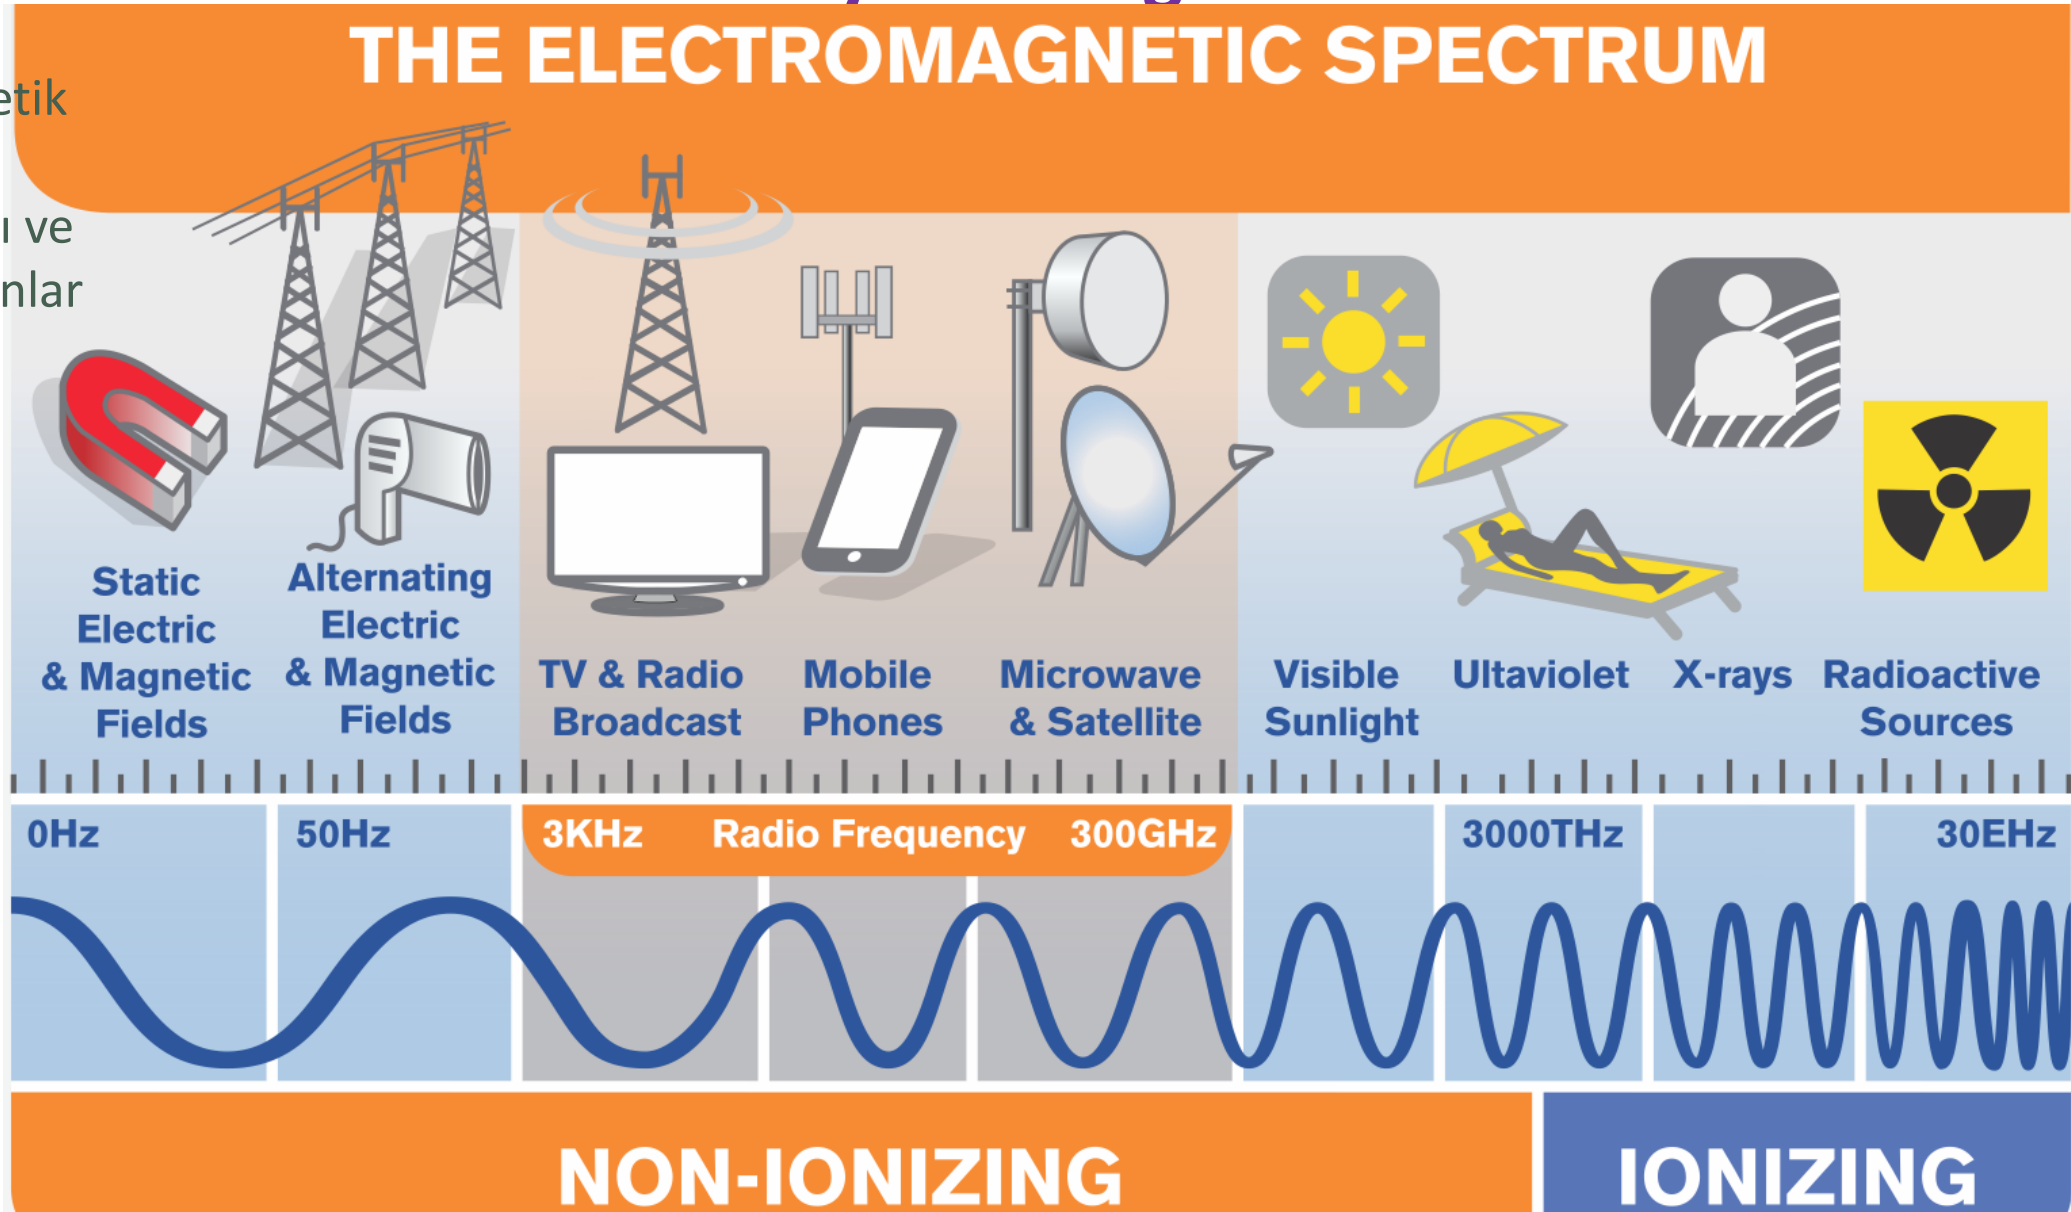 THE ELECTROMAGNETIC SPECTRUM
etik
ı ve
nlar
Static
Electric
& Magnetic
Fields
Alternating
Electric
& Magnetic
Fields
TV & Radio
Broadcast
Mobile
Phones
Microwave
& Satellite
Visible
Sunlight
Ultaviolet
X-rays
Radioactive
Sources
0Hz
50Hz
3KHz Radio Frequency 300GHz
3000THz
30EHz
NON-IONIZING
IONIZING